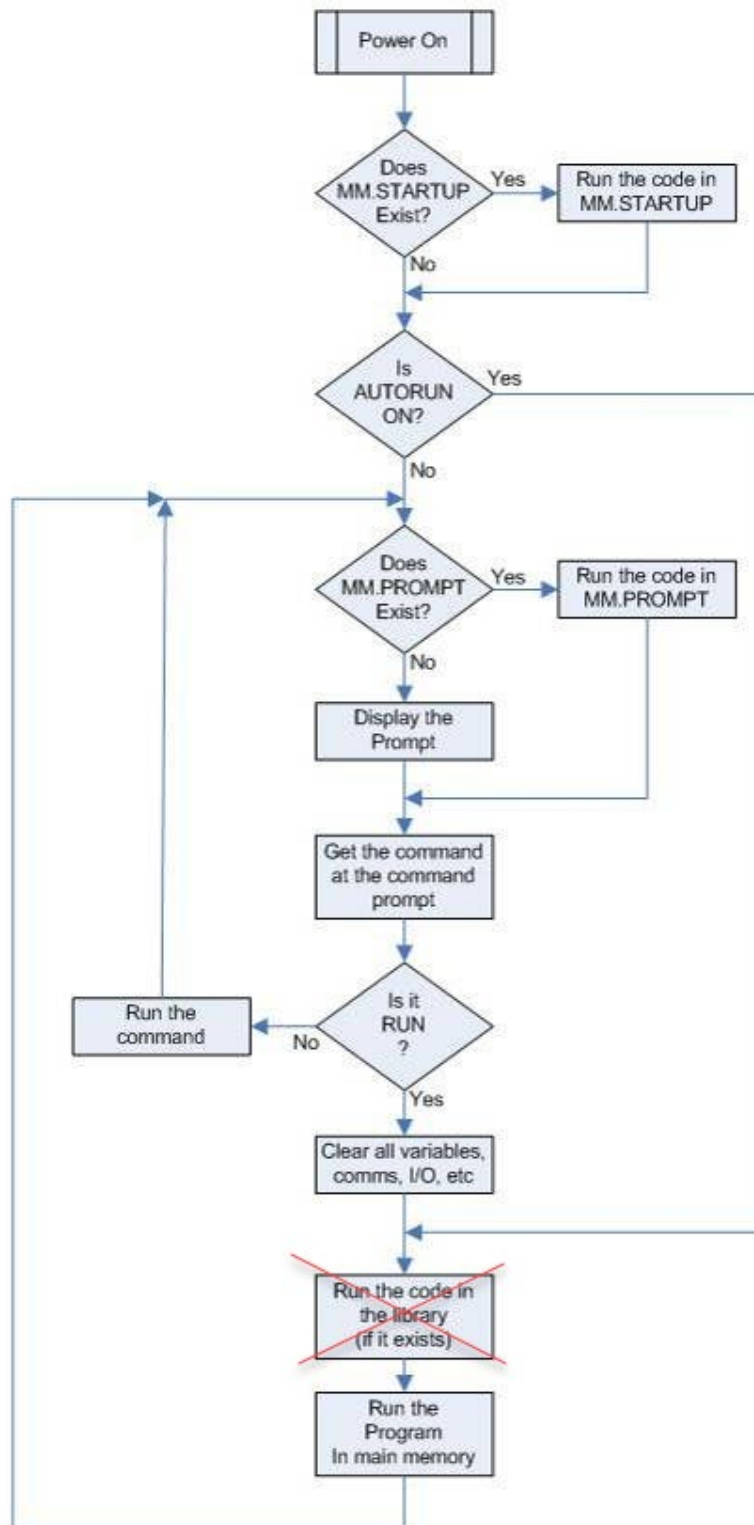 Power On
Does
MM.STARTUP
Exist?
Yes
Run the code in
MM.STARTUP
No
Is
AUTORUN
ON?
Yes
No
Does
MM.PROMPT
Exist?
Yes
Run the code in
MM.PROMPT
No
Display the
Prompt
Get the command
at the command
prompt
Is it
RUN
?
No
Run the
command
Yes
Clear all variables,
comms, I/O, etc
Run the code in
the library
(if it exists)
Run the
Program
In main memory